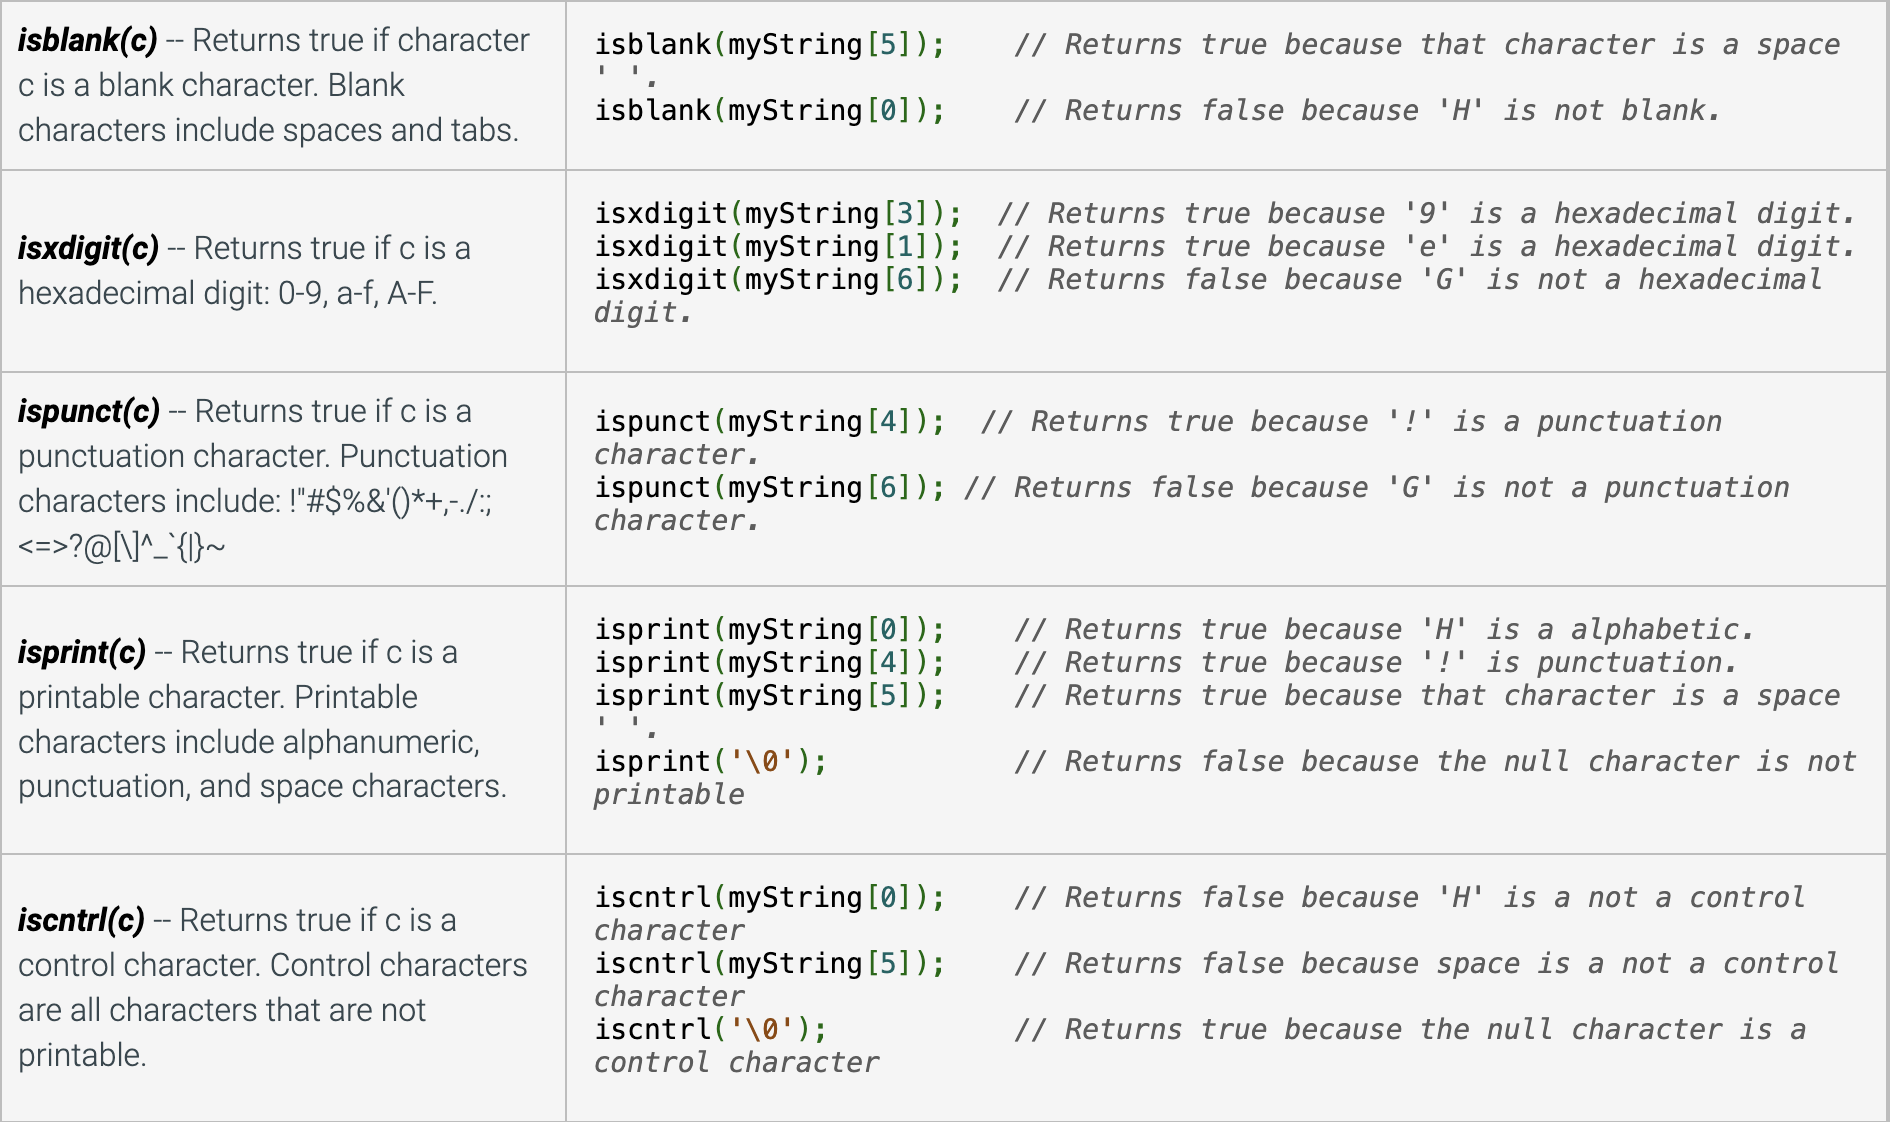 isblank(c) -- Returns true if character
c is a blank character. Blank
characters include spaces and tabs.
isblank(myString[5]);    // Returns true because that character is a space
' '.
isblank(myString[0]);    // Returns false because 'H' is not blank.
isxdigit(c) -- Returns true if c is a
hexadecimal digit: 0-9, a-f, A-F.
isxdigit(myString[3]);  // Returns true because '9' is a hexadecimal digit.
isxdigit(myString[1]);  // Returns true because 'e' is a hexadecimal digit.
isxdigit(myString[6]);  // Returns false because 'G' is not a hexadecimal
digit.
ispunct(c) -- Returns true if c is a
punctuation character. Punctuation
characters include: !"#$%&'()*+,-./:;
<=>?@[\]^_`{|}~
ispunct(myString[4]);  // Returns true because '!' is a punctuation
character.
ispunct(myString[6]); // Returns false because 'G' is not a punctuation
character.
isprint(c) -- Returns true if c is a
printable character. Printable
characters include alphanumeric,
punctuation, and space characters.
isprint(myString[0]);    // Returns true because 'H' is a alphabetic.
isprint(myString[4]);    // Returns true because '!' is punctuation.
isprint(myString[5]);    // Returns true because that character is a space
' '.
isprint('\0');           // Returns false because the null character is not
printable
iscntrl(c) -- Returns true if c is a
control character. Control characters
are all characters that are not
printable.
iscntrl(myString[0]);    // Returns false because 'H' is a not a control
character
iscntrl(myString[5]);    // Returns false because space is a not a control
character
iscntrl('\0');           // Returns true because the null character is a
control character